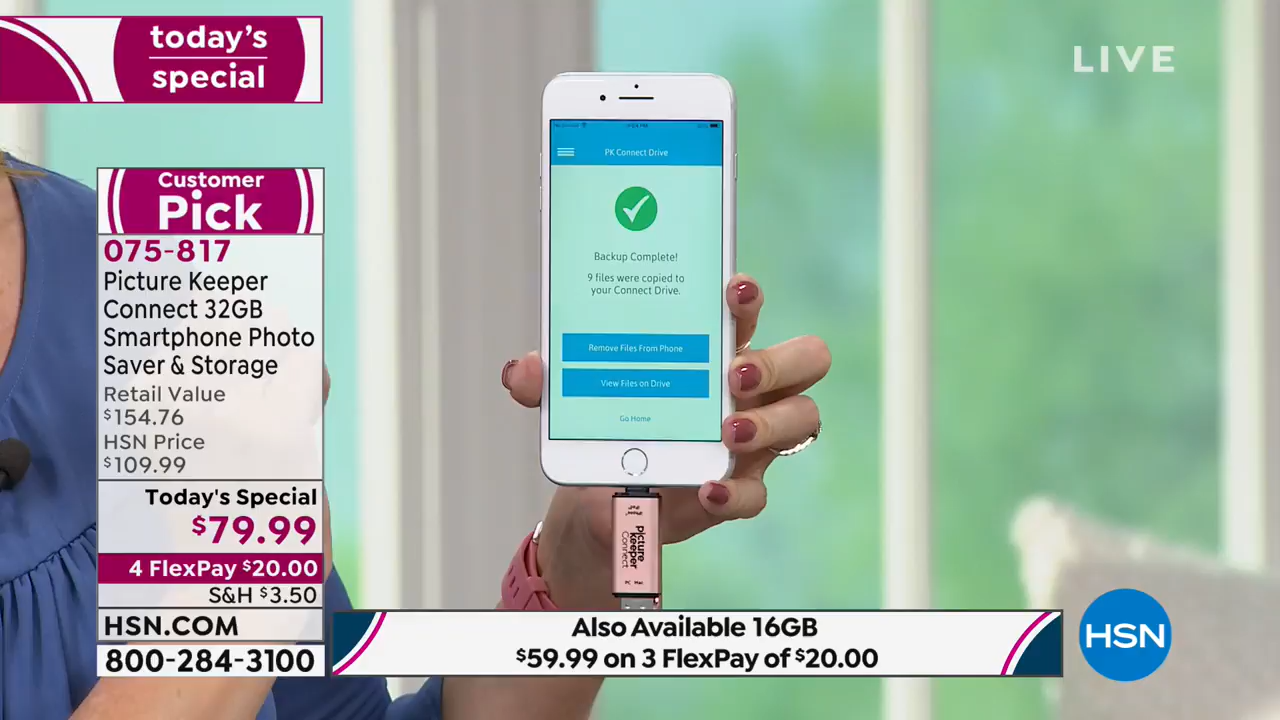 today's
special
LIVE
Customer
Pick
075-817
Picture Keeper
Connect 32GB
Smartphone Photo
Saver & Storage
Retail Value
$154.76
HSN Price
$109.99
Today's Special
$79.99
4 FlexPay $20.00
S&H $3.50
HSN.COM
800-284-3100
PK Connect Drive
Backup Complete!
9 files were copied to
your Connect Drive.
Remove Files From Phone
View Files on Drive
Go Home
Picture
Keeper
Connect
PC Mac
Also Available 16GB
$59.99 on 3 FlexPay of $20.00
HSN